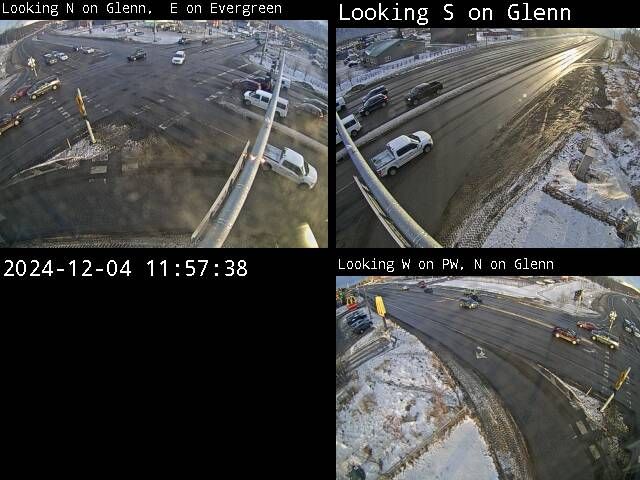 Looking N on Glenn,  E on Evergreen
Looking S on Glenn
2024-12-04 11:57:38
Looking W on PW, N on Glenn